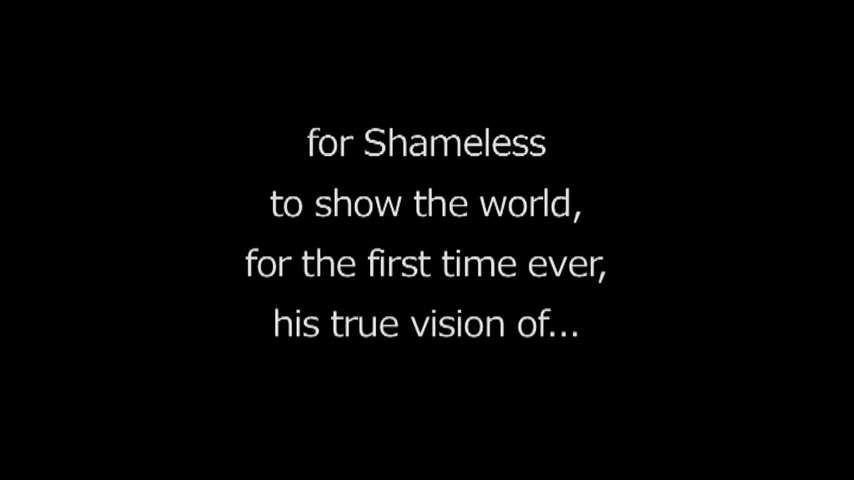 for Shameless
to show the world,
for the first time ever,
his true vision of...